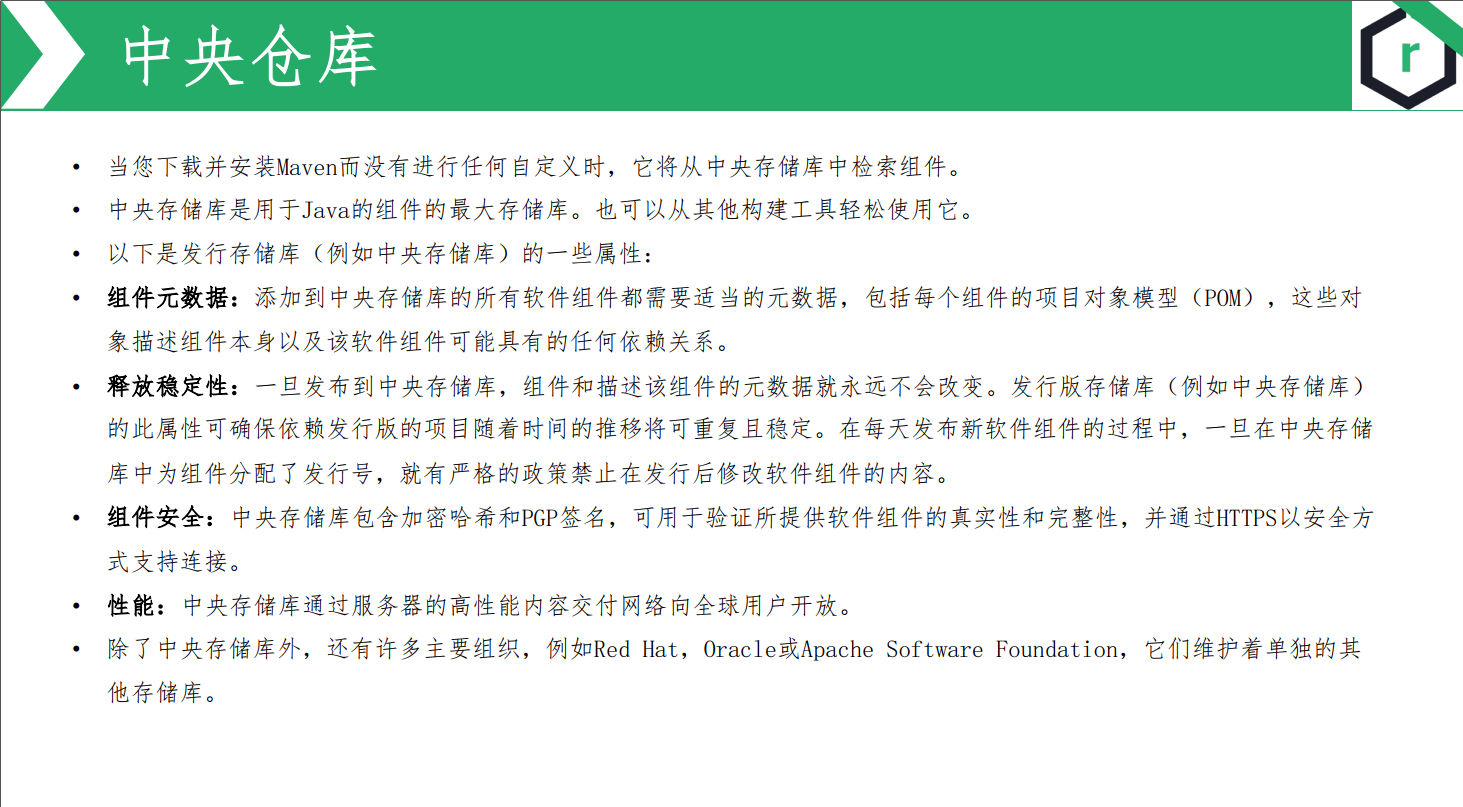 中央仓库
r
• 当您下载并安装Maven而没有进行任何自定义时，它将从中央存储库中检索组件。
• 中央存储库是用于Java的组件的最大存储库。也可以从其他构建工具轻松使用它。
• 以下是发行存储库（例如中央存储库）的一些属性：
• 组件元数据：添加到中央存储库的所有软件组件都需要适当的元数据，包括每个组件的项目对象模型（POM），这些对
象描述组件本身以及该软件组件可能具有的任何依赖关系。
• 释放稳定性：一旦发布到中央存储库，组件和描述该组件的元数据就永远不会改变。发行版存储库（例如中央存储库）
的此属性可确保依赖发行版的项目随着时间的推移将可重复且稳定。在每天发布新软件组件的过程中，一旦在中央存储
库中为组件分配了发行号，就有严格的政策禁止在发行后修改软件组件的内容。
• 组件安全：中央存储库包含加密哈希和PGP签名，可用于验证所提供软件组件的真实性和完整性，并通过HTTPS以安全方
式支持连接。
• 性能：中央存储库通过服务器的高性能内容交付网络向全球用户开放。
• 除了中央存储库外，还有许多主要组织，例如Red Hat，Oracle或Apache Software Foundation，它们维护着单独的其
他存储库。